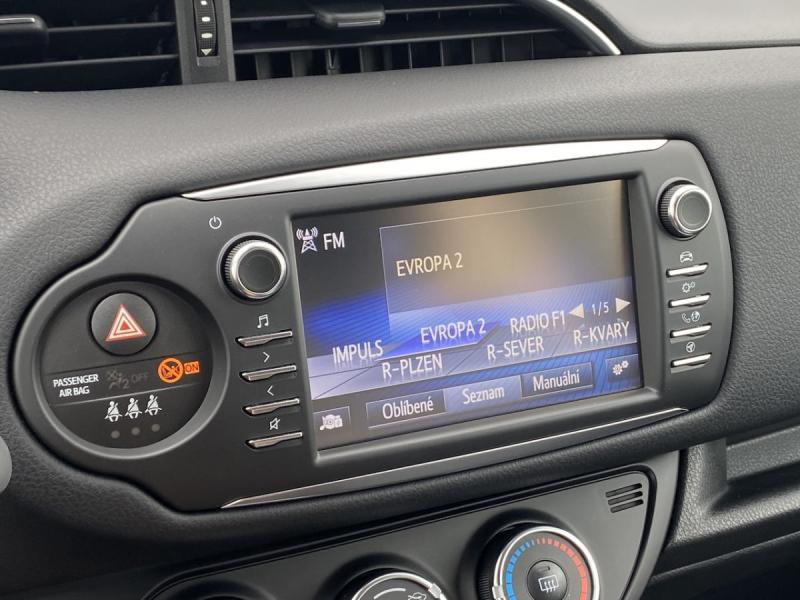 FM
EVROPA 2
1/5
IMPULS EVROPA 2 RADIO F1
R-PLZEN R-SEVER R-KVARY
Oblíbené Seznam Manuální
PASSENGER
AIR BAG
2 OFF
ON